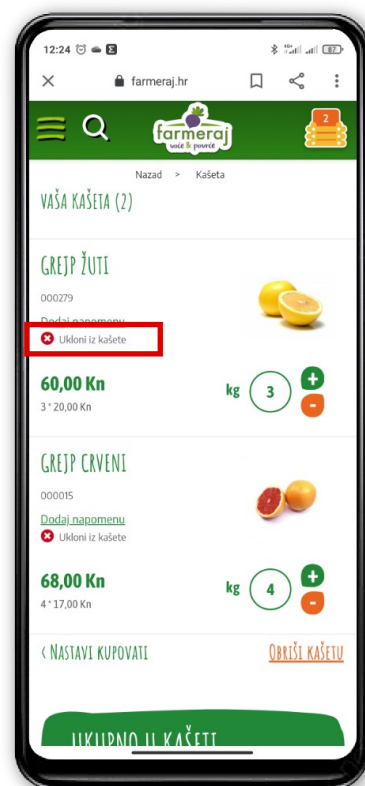 12:24
4G+
87
farmeraj.hr
farmeraj
voće & povrće
2
Nazad > Kašeta
VAŠA KAŠETA (2)
GREJP ŽUTI
000279
Dodaj napomenu
Ukloni iz kašete
60,00 Kn
kg 3 +
3 * 20,00 Kn
-
GREJP CRVENI
000015
Dodaj napomenu
Ukloni iz kašete
68,00 Kn
kg 4 +
4 * 17,00 Kn
-
< NASTAVI KUPOVATI OBRIŠI KAŠETU
UKUPNO U KAŠETI